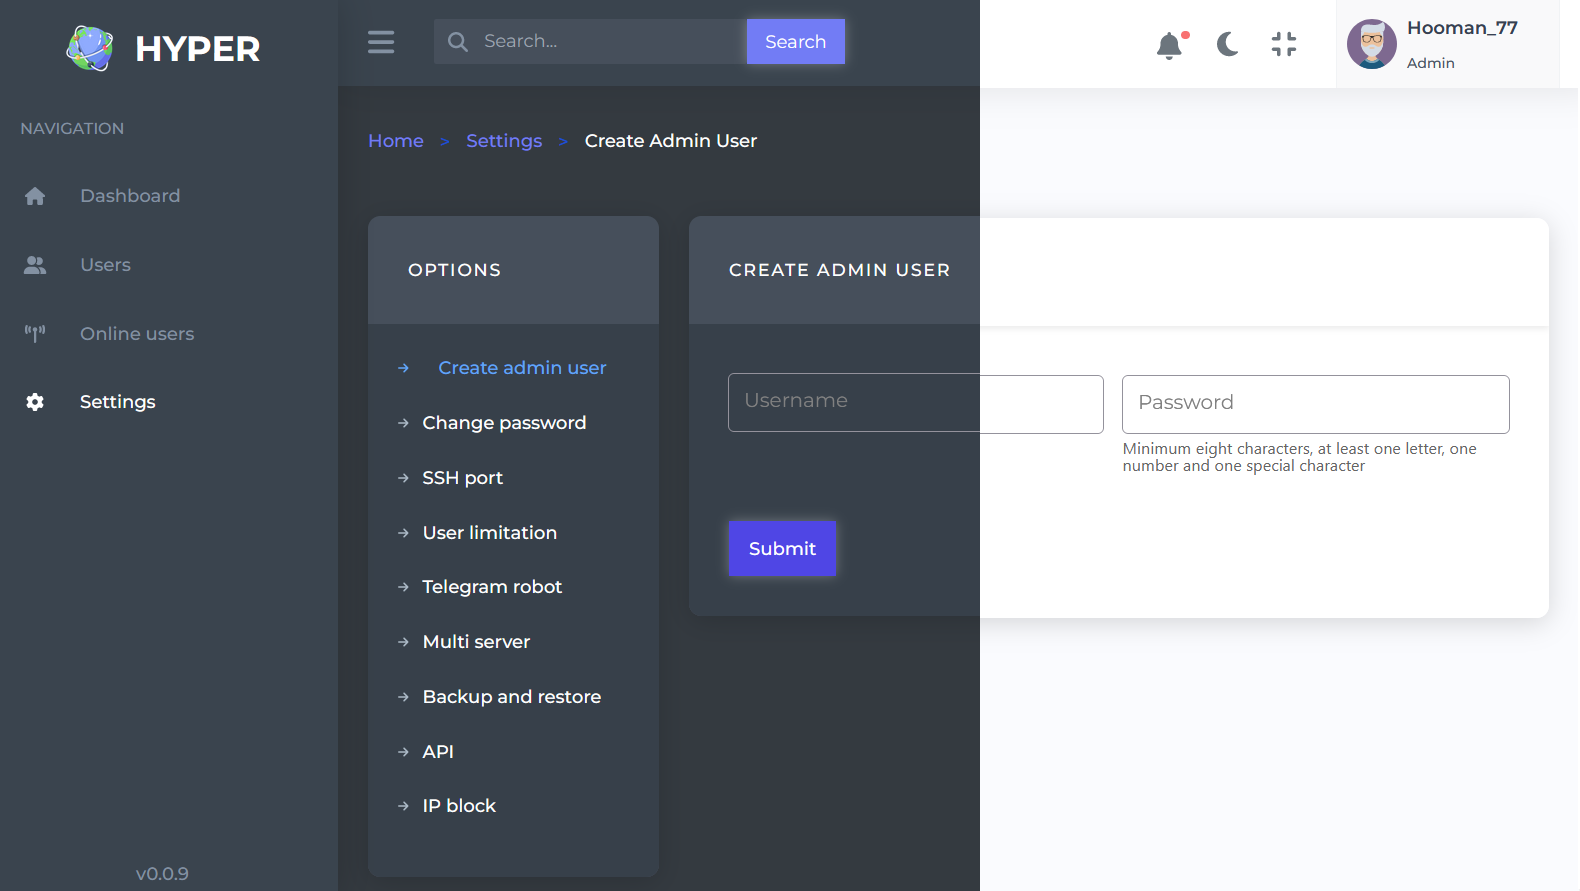 HYPER
Search...
Search
Hooman_77
Admin
NAVIGATION
Dashboard
Users
Online users
Settings
v0.0.9
Home > Settings > Create Admin User
OPTIONS
Create admin user
Change password
SSH port
User limitation
Telegram robot
Multi server
Backup and restore
API
IP block
CREATE ADMIN USER
Username
Password
Minimum eight characters, at least one letter, one
number and one special character
Submit